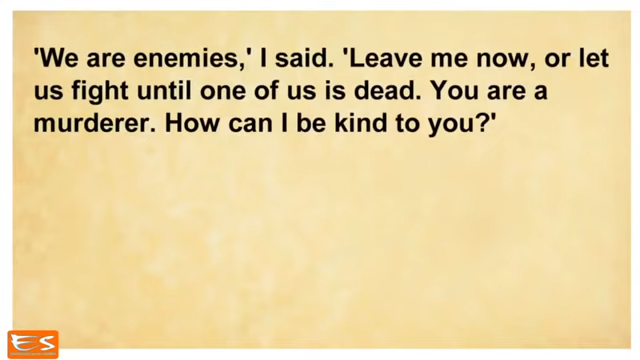 'We are enemies,' I said. 'Leave me now, or let
us fight until one of us is dead. You are a
murderer. How can I be kind to you?'
ES